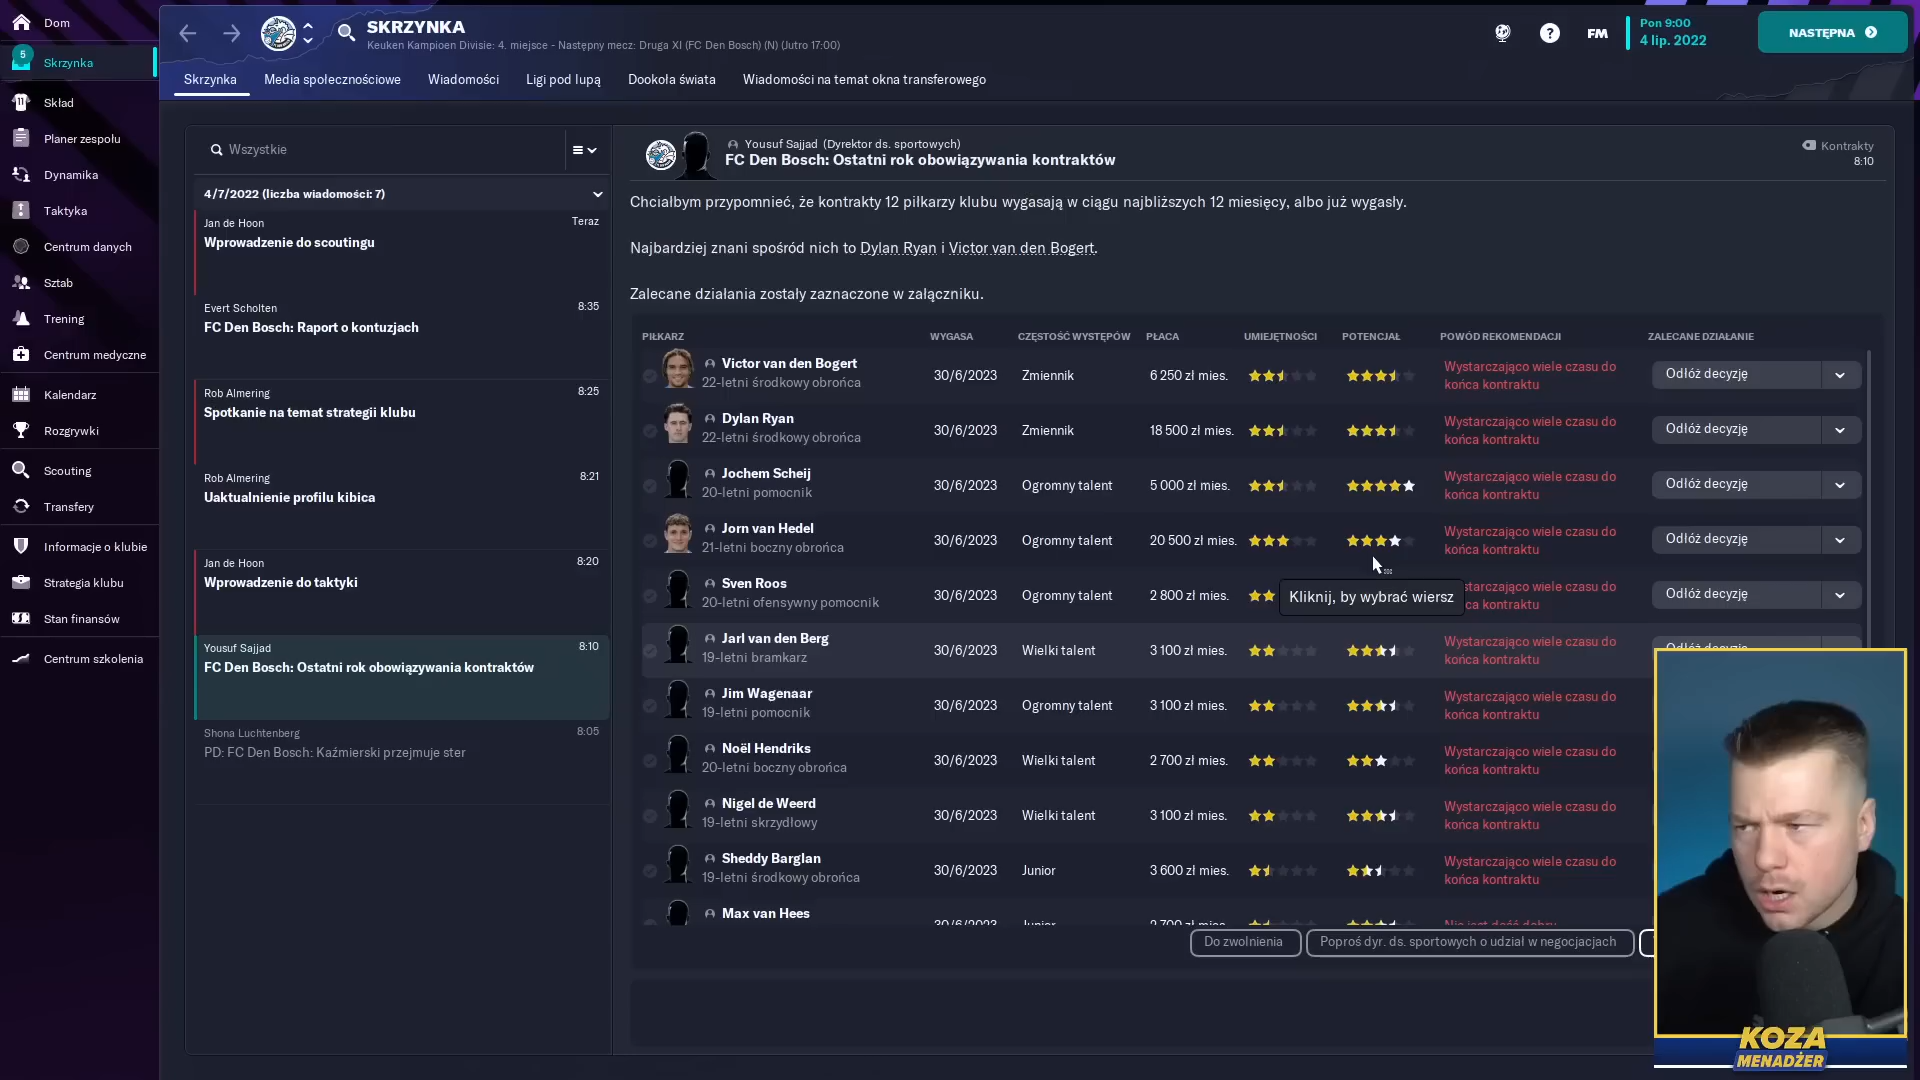 Dom
5
Skrzynka
Skład
Planer zespołu
Dynamika
Taktyka
Centrum danych
Sztab
Trening
Centrum medyczne
Kalendarz
Rozgrywki
Scouting
Transfery
Informacje o klubie
Strategia klubu
Stan finansów
Centrum szkolenia
SKRZYNKA
Keuken Kampioen Divisie: 4. miejsce - Następny mecz: Druga XI (FC Den Bosch) (N) (Jutro 17:00)
FM
Pon 9:00
4 lip. 2022
NASTĘPNA
Skrzynka
Media społecznościowe
Wiadomości
Ligi pod lupą
Dookoła świata
Wiadomości na temat okna transferowego
Wszystkie
4/7/2022 (liczba wiadomości: 7)
Jan de Hoon Teraz
Wprowadzenie do scoutingu
Evert Scholten 8:35
FC Den Bosch: Raport o kontuzjach
Rob Almering 8:25
Spotkanie na temat strategii klubu
Rob Almering 8:21
Uaktualnienie profilu kibica
Jan de Hoon 8:20
Wprowadzenie do taktyki
Yousuf Sajjad 8:10
FC Den Bosch: Ostatni rok obowiązywania kontraktów
Shona Luchtenberg 8:05
PD: FC Den Bosch: Kaźmierski przejmuje ster
Yousuf Sajjad (Dyrektor ds. sportowych)
FC Den Bosch: Ostatni rok obowiązywania kontraktów
Kontrakty
8:10
Chciałbym przypomnieć, że kontrakty 12 piłkarzy klubu wygasają w ciągu najbliższych 12 miesięcy, albo już wygasły.
Najbardziej znani spośród nich to Dylan Ryan i Victor van den Bogert.
Zalecane działania zostały zaznaczone w załączniku.
PIŁKARZ WYGASA CZĘSTOŚĆ WYSTĘPÓW PŁACA UMIEJĘTNOŚCI POTENCJAŁ POWÓD REKOMENDACJI ZALECANE DZIAŁANIE
Victor van den Bogert
22-letni środkowy obrońca
30/6/2023 Zmiennik 6 250 zł mies.
Wystarczająco wiele czasu do
końca kontraktu
Odłóż decyzję
Dylan Ryan
22-letni środkowy obrońca
30/6/2023 Zmiennik 18 500 zł mies.
Wystarczająco wiele czasu do
końca kontraktu
Odłóż decyzję
Jochem Scheij
20-letni pomocnik
30/6/2023 Ogromny talent 5 000 zł mies.
Wystarczająco wiele czasu do
końca kontraktu
Odłóż decyzję
Jorn van Hedel
21-letni boczny obrońca
30/6/2023 Ogromny talent 20 500 zł mies.
Wystarczająco wiele czasu do
końca kontraktu
Odłóż decyzję
Sven Roos
20-letni ofensywny pomocnik
30/6/2023 Ogromny talent 2 800 zł mies.
Kliknij, by wybrać wiersz
starczająco wiele czasu do
ca kontraktu
Odłóż decyzję
Jarl van den Berg
19-letni bramkarz
30/6/2023 Wielki talent 3 100 zł mies.
Wystarczająco wiele czasu do
końca kontraktu
Odłóż decyzję
Jim Wagenaar
19-letni pomocnik
30/6/2023 Ogromny talent 3 100 zł mies.
Wystarczająco wiele czasu do
końca kontraktu
Noël Hendriks
20-letni boczny obrońca
30/6/2023 Wielki talent 2 700 zł mies.
Wystarczająco wiele czasu do
końca kontraktu
Nigel de Weerd
19-letni skrzydłowy
30/6/2023 Wielki talent 3 100 zł mies.
Wystarczająco wiele czasu do
końca kontraktu
Sheddy Barglan
19-letni środkowy obrońca
30/6/2023 Junior 3 600 zł mies.
Wystarczająco wiele czasu do
końca kontraktu
Max van Hees
30/6/2023 Junior 2 700 zł mies.
Nie jest dość dobry
Do zwolnienia
Poproś dyr. ds. sportowych o udział w negocjacjach
KOZA
MENADŻER